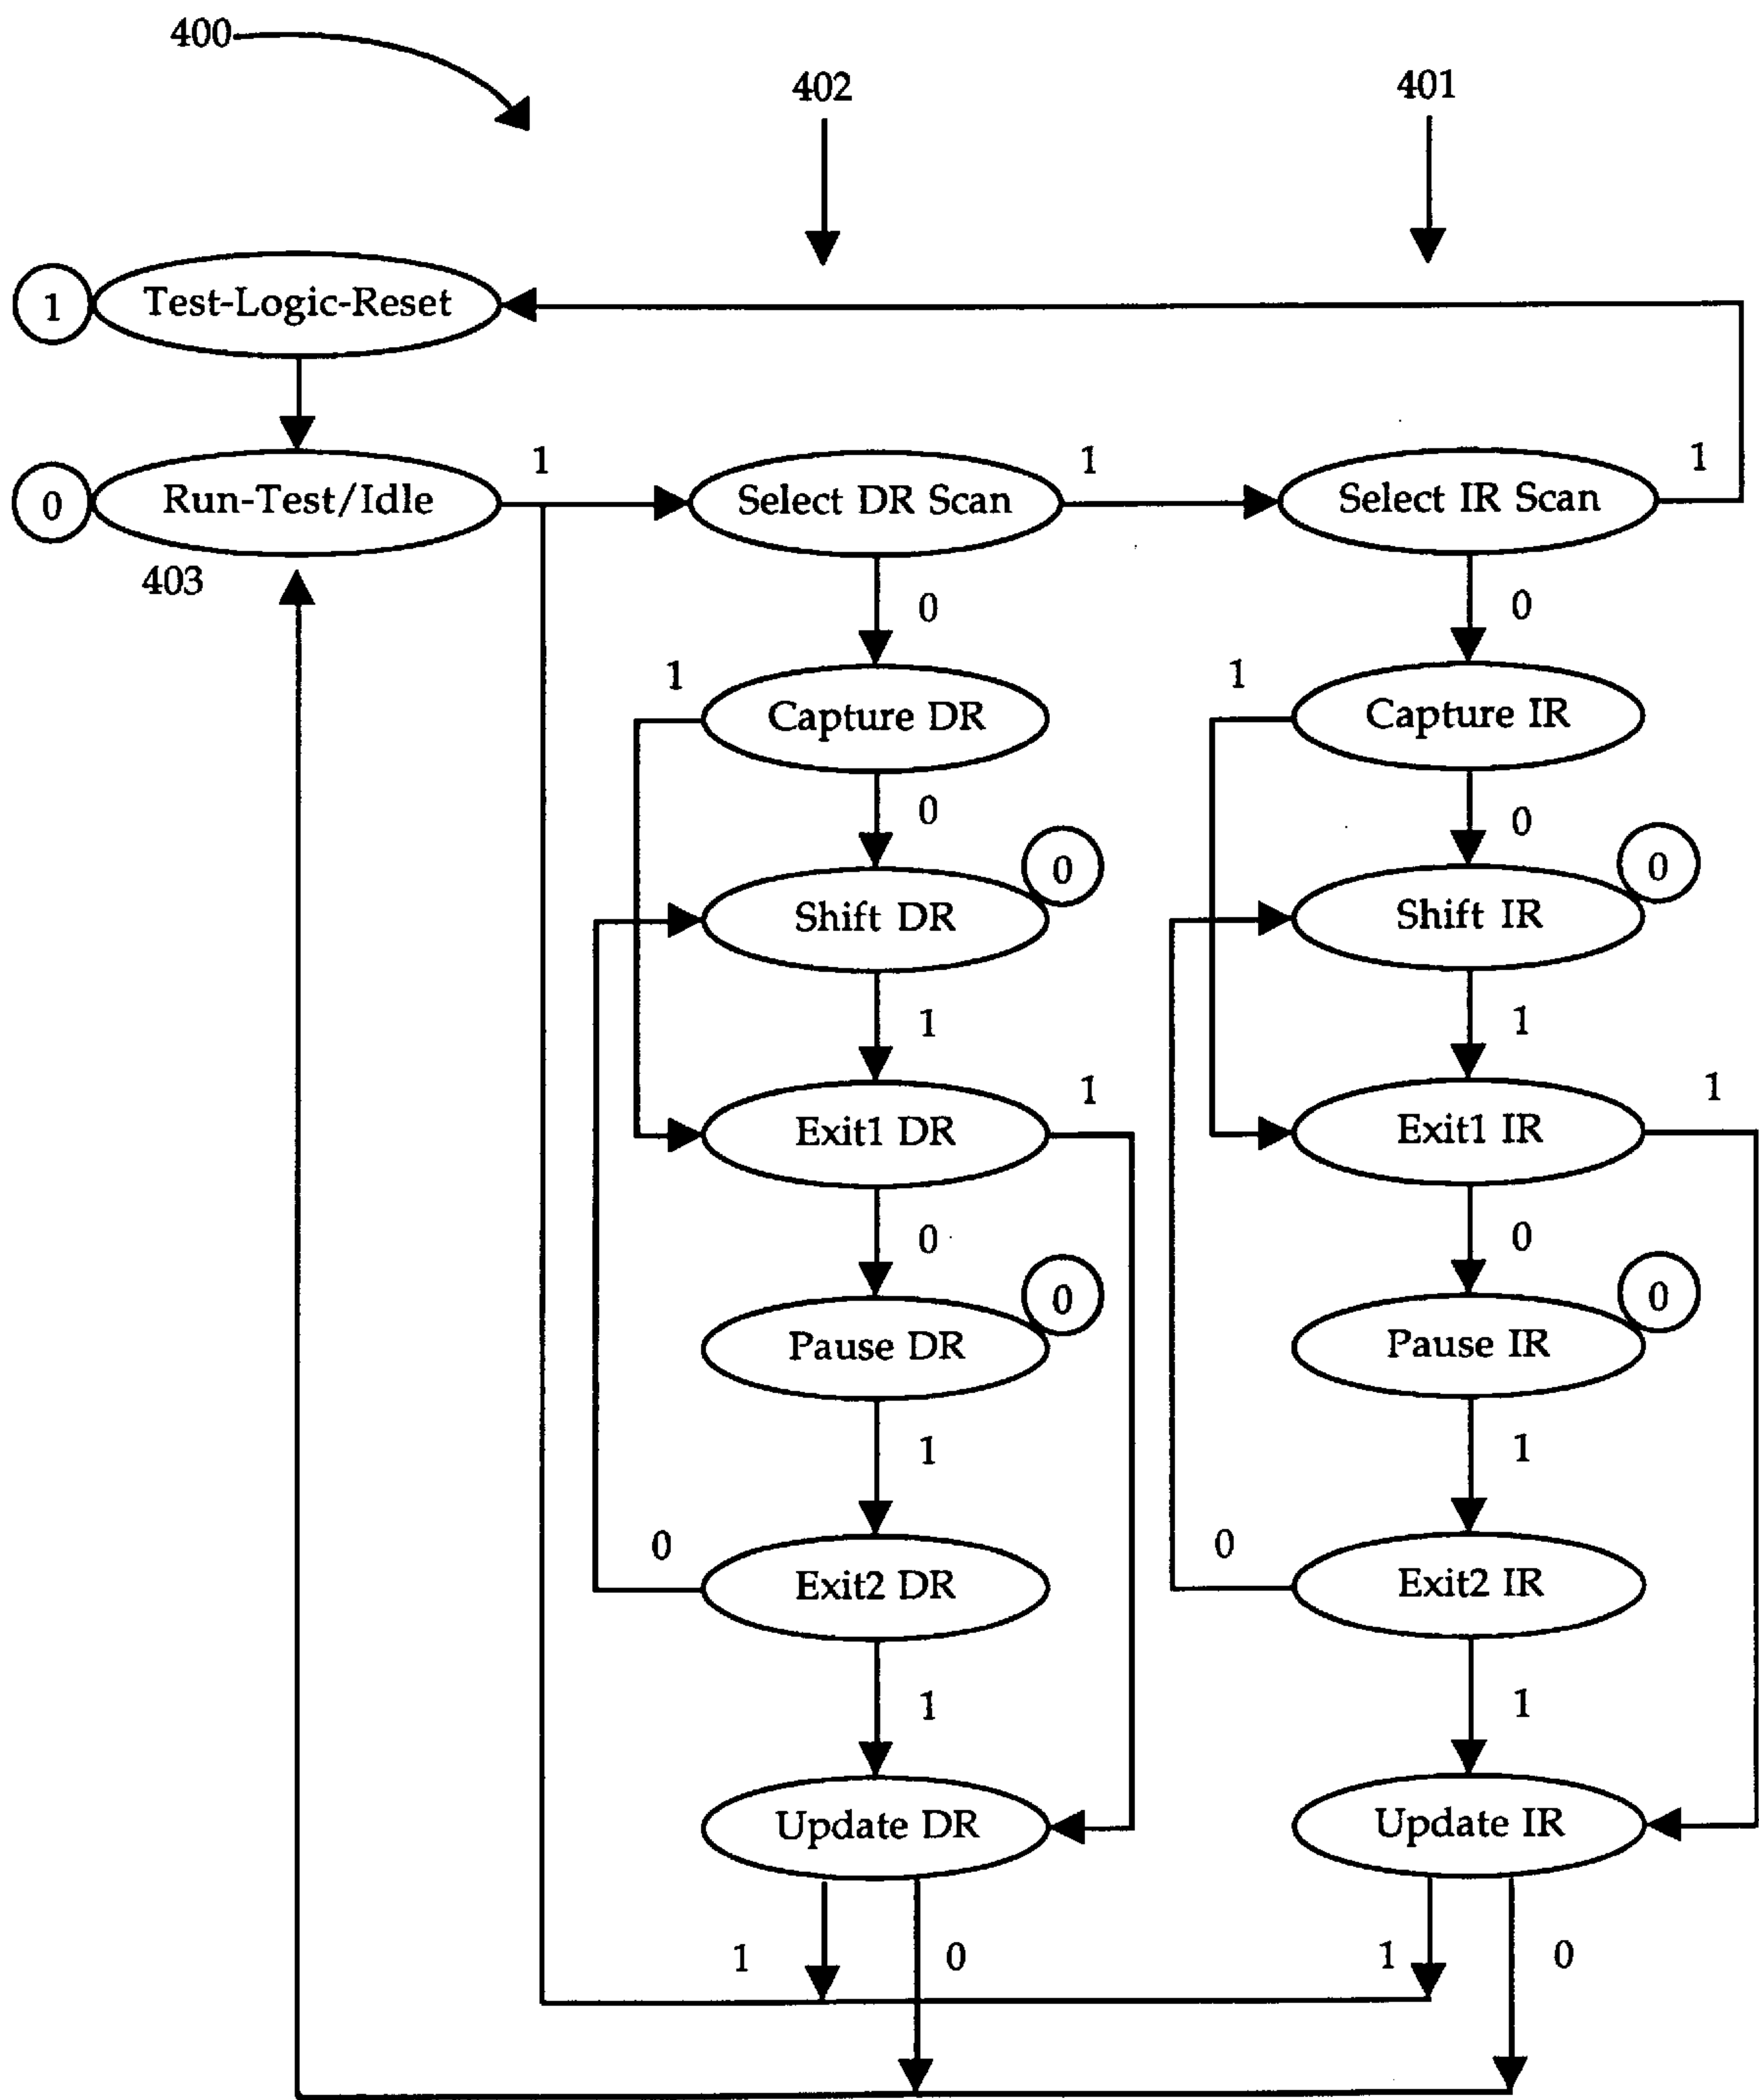 400
402
401
1
Test-Logic-Reset
0
Run-Test/Idle
1
Select DR Scan
1
Select IR Scan
1
403
0
0
1
Capture DR
1
Capture IR
0
0
0
0
Shift DR
Shift IR
1
1
Exit1 DR
1
Exit1 IR
1
0
0
0
0
Pause DR
Pause IR
1
1
0
Exit2 DR
0
Exit2 IR
1
1
Update DR
Update IR
1
0
1
0